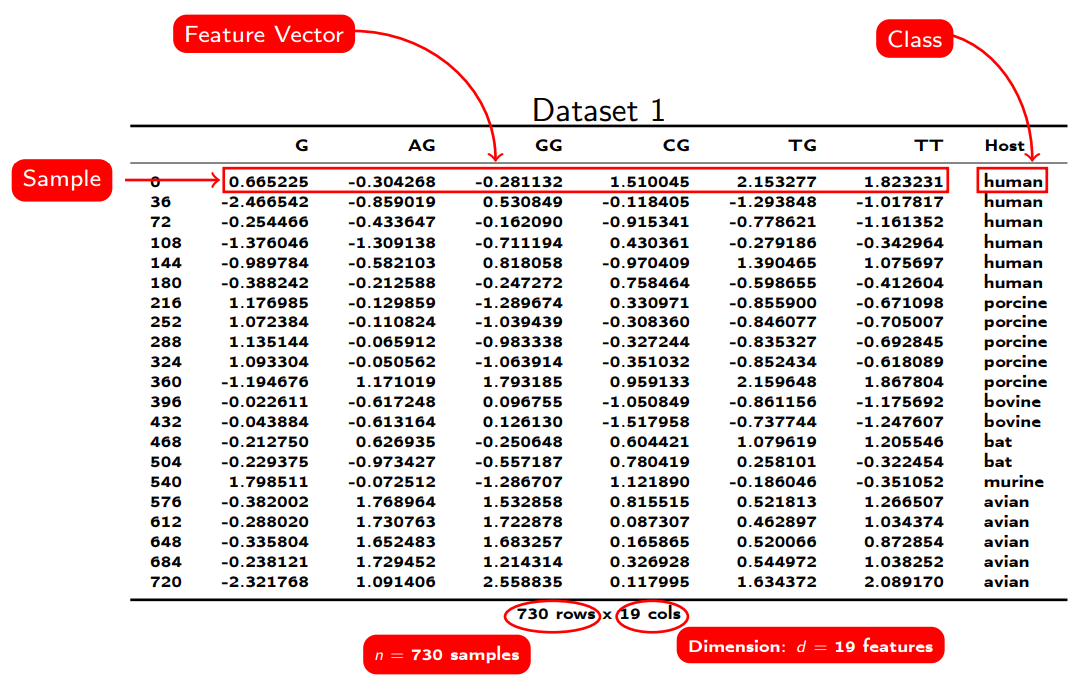 Feature Vector
Class
Dataset 1
G AG GG CG TG TT Host
Sample
0 0.665225 -0.304268 -0.281132 1.510045 2.153277 1.823231 human
36 -2.466542 -0.859019 0.530849 -0.118405 -1.293848 -1.017817 human
72 -0.254466 -0.433647 -0.162090 -0.915341 -0.778621 -1.161352 human
108 -1.376046 -1.309138 -0.711194 0.430361 -0.279186 -0.342964 human
144 -0.989784 -0.582103 0.818058 -0.970409 1.390465 1.075697 human
180 -0.388242 -0.212588 -0.247272 0.758464 -0.598655 -0.412604 human
216 1.176985 -0.129859 -1.289674 0.330971 -0.855900 -0.671098 porcine
252 1.072384 -0.110824 -1.039439 -0.308360 -0.846077 -0.705007 porcine
288 1.135144 -0.065912 -0.983338 -0.327244 -0.835327 -0.692845 porcine
324 1.093304 -0.050562 -1.063914 -0.351032 -0.852434 -0.618089 porcine
360 -1.194676 1.171019 1.793185 0.959133 2.159648 1.867804 porcine
396 -0.022611 -0.617248 0.096755 -1.050849 -0.861156 -1.175692 bovine
432 -0.043884 -0.613164 0.126130 -1.517958 -0.737744 -1.247607 bovine
468 -0.212750 0.626935 -0.250648 0.604421 1.079619 1.205546 bat
504 -0.229375 -0.973427 -0.557187 0.780419 0.258101 -0.322454 bat
540 1.798511 -0.072512 -1.286707 1.121890 -0.186046 -0.351052 murine
576 -0.382002 1.768964 1.532858 0.815515 0.521813 1.266507 avian
612 -0.288020 1.730763 1.722878 0.087307 0.462897 1.034374 avian
648 -0.335804 1.652483 1.683257 0.165865 0.520066 0.872854 avian
684 -0.238121 1.729452 1.214314 0.326928 0.544972 1.038252 avian
720 -2.321768 1.091406 2.558835 0.117995 1.634372 2.089170 avian
730 rows x 19 cols
n = 730 samples
Dimension: d = 19 features